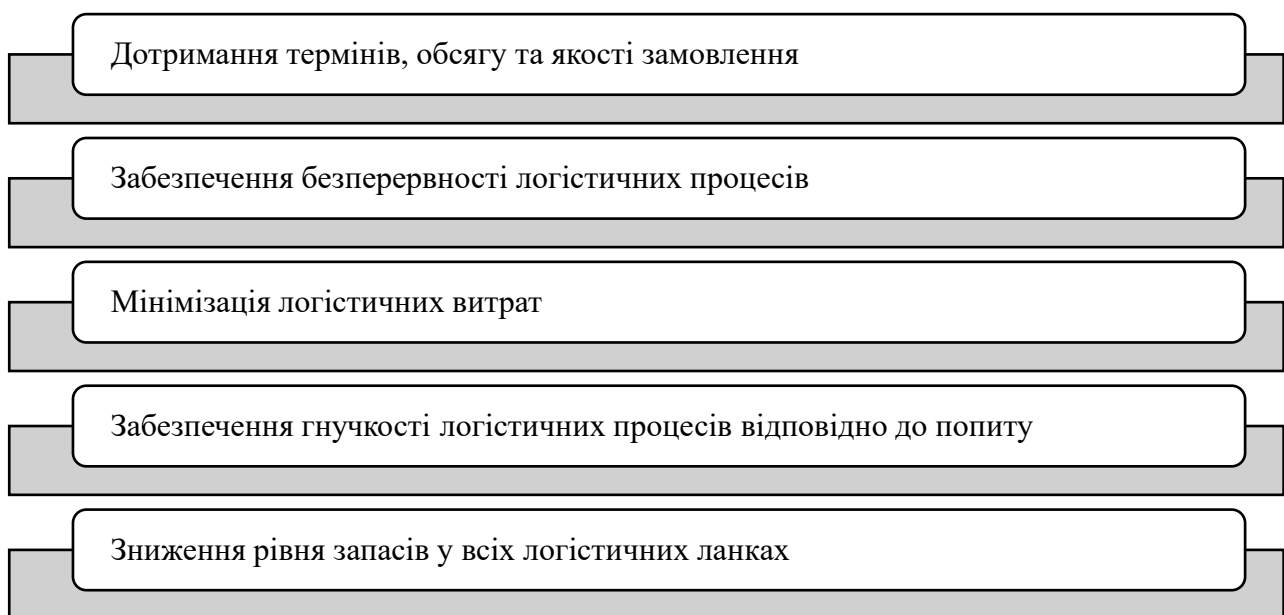 Дотримання термінів, обсягу та якості замовлення
Забезпечення безперервності логістичних процесів
Мінімізація логістичних витрат
Забезпечення гнучкості логістичних процесів відповідно до попиту
Зниження рівня запасів у всіх логістичних ланках